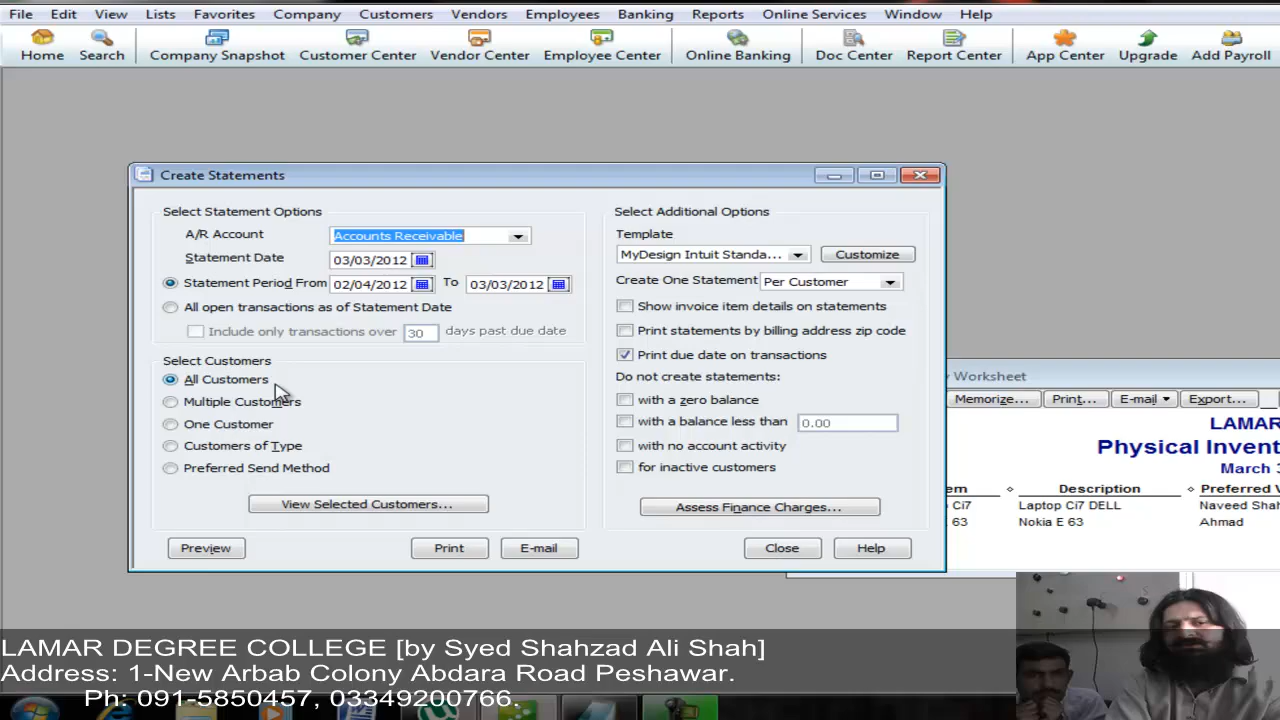 File Edit View Lists Favorites Company Customers Vendors Employees Banking Reports Online Services Window Help
Home Search Company Snapshot Customer Center Vendor Center Employee Center Online Banking Doc Center Report Center App Center Upgrade Add Payroll
Create Statements
Select Statement Options
A/R Account Accounts Receivable
Statement Date 03/03/2012
Statement Period From 02/04/2012 To 03/03/2012
All open transactions as of Statement Date
Include only transactions over 30 days past due date
Select Customers
All Customers
Multiple Customers
One Customer
Customers of Type
Preferred Send Method
View Selected Customers...
Preview Print E-mail
Select Additional Options
Template
MyDesign Intuit Standa... Customize
Create One Statement Per Customer
Show invoice item details on statements
Print statements by billing address zip code
Print due date on transactions
Do not create statements:
with a zero balance
with a balance less than 0.00
with no account activity
for inactive customers
Assess Finance Charges...
Close Help
Worksheet
Memorize... Print... E-mail Export...
LAMAR
Physical Invent
March 3
em Description Preferred V
Ci7 Laptop Ci7 DELL Naveed Shah
63 Nokia E 63 Ahmad
LAMAR DEGREE COLLEGE [by Syed Shahzad Ali Shah]
Address: 1-New Arbab Colony Abdara Road Peshawar.
Ph: 091-5850457, 03349200766.